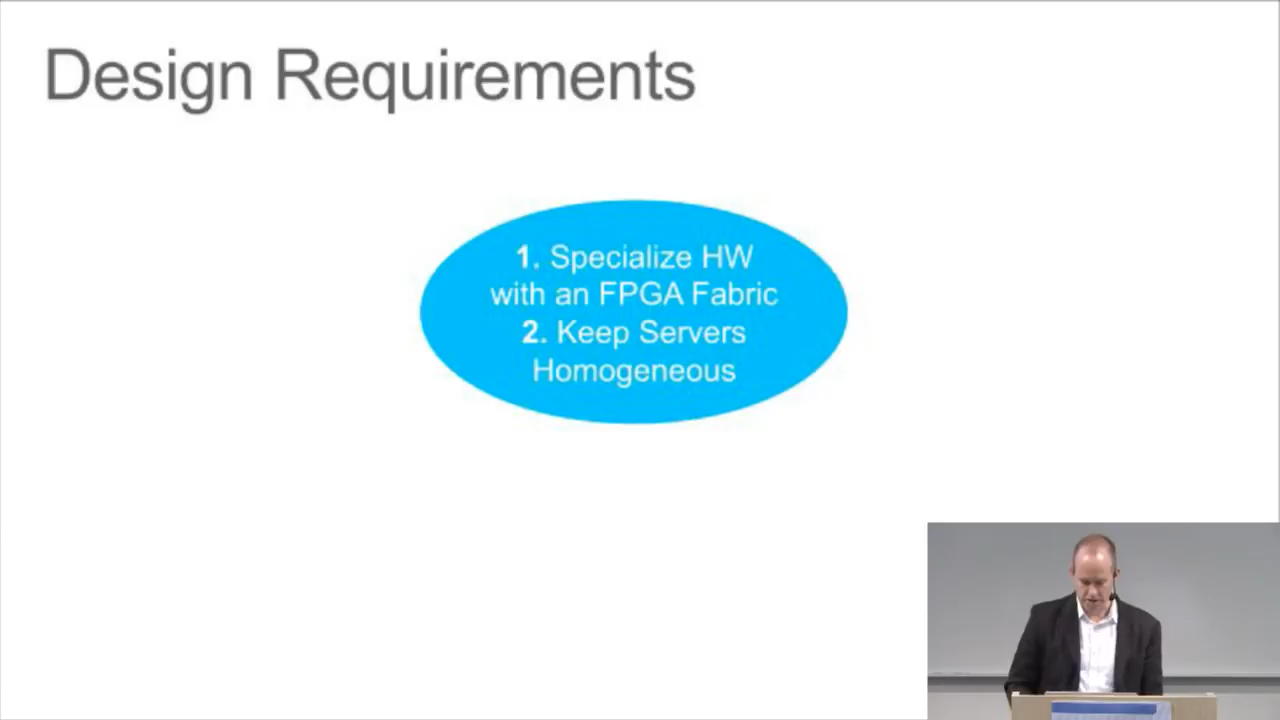 Design Requirements
1. Specialize HW
with an FPGA Fabric
2. Keep Servers
Homogeneous